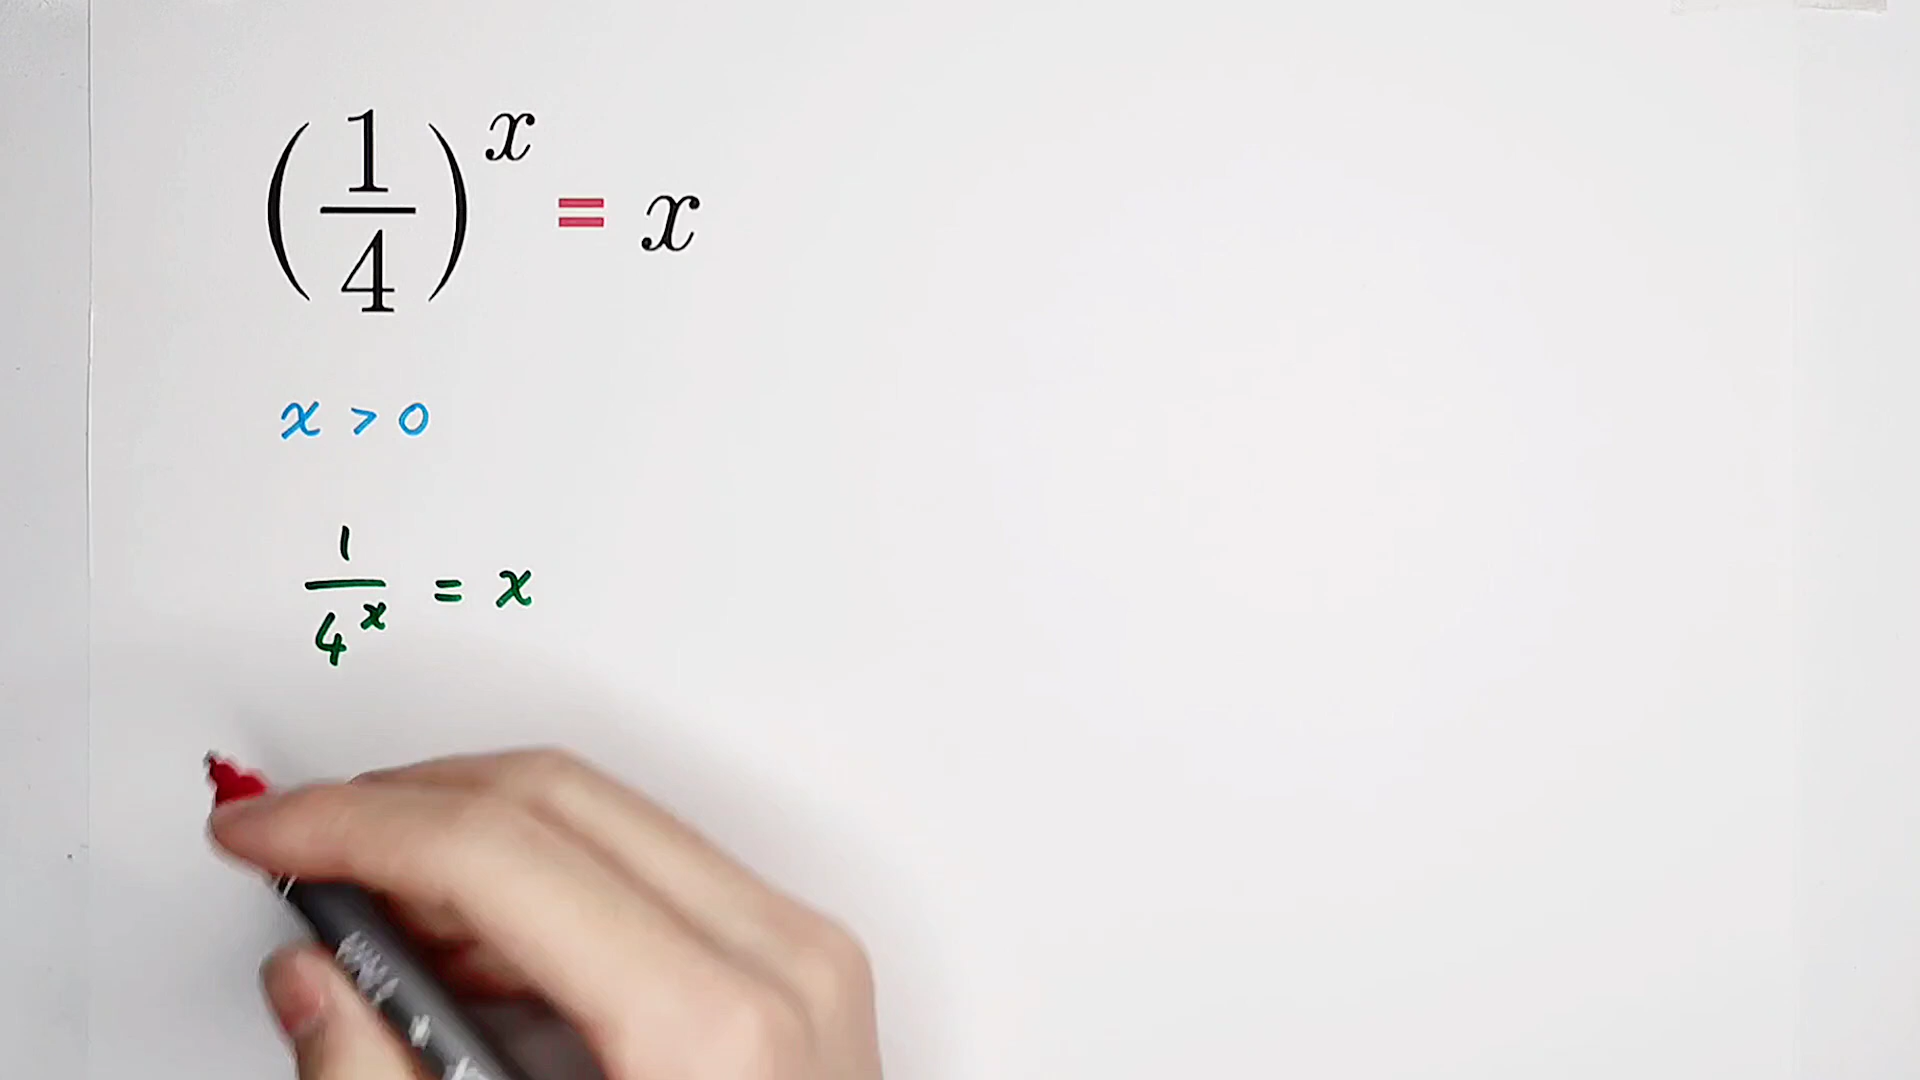 (1/4)^x = x
x > 0
1/4^x = x